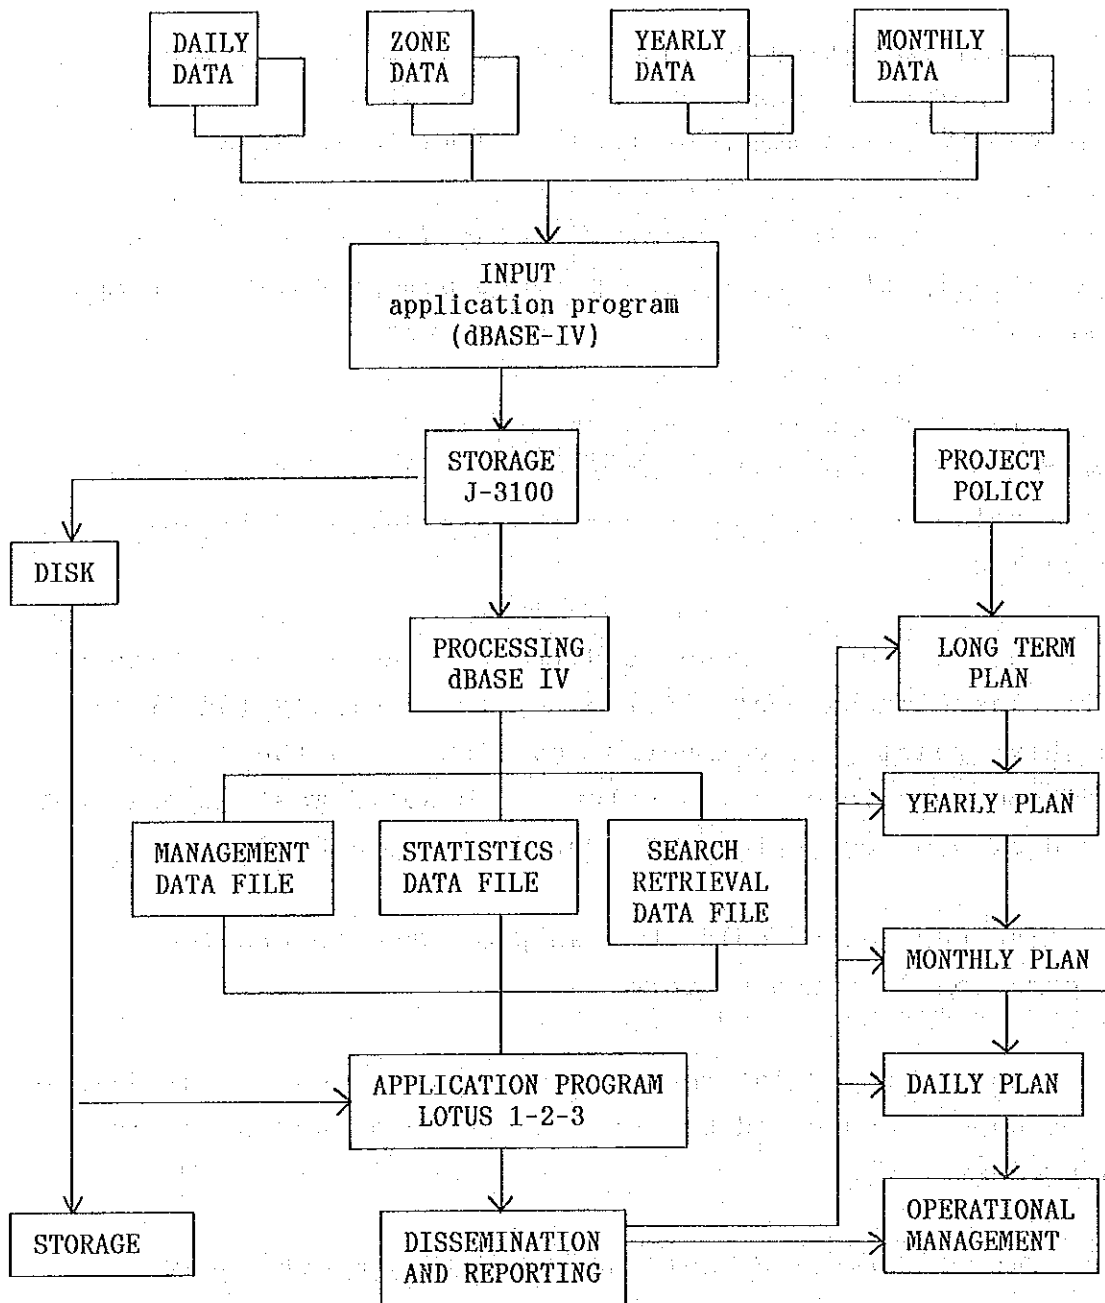 DAILY
DATA
ZONE
DATA
YEARLY
DATA
MONTHLY
DATA
INPUT
application program
(dBASE-IV)
STORAGE
J-3100
PROJECT
POLICY
DISK
PROCESSING
dBASE IV
LONG TERM
PLAN
YEARLY PLAN
MANAGEMENT
DATA FILE
STATISTICS
DATA FILE
SEARCH
RETRIEVAL
DATA FILE
MONTHLY PLAN
APPLICATION PROGRAM
LOTUS 1-2-3
DAILY PLAN
STORAGE
DISSEMINATION
AND REPORTING
OPERATIONAL
MANAGEMENT